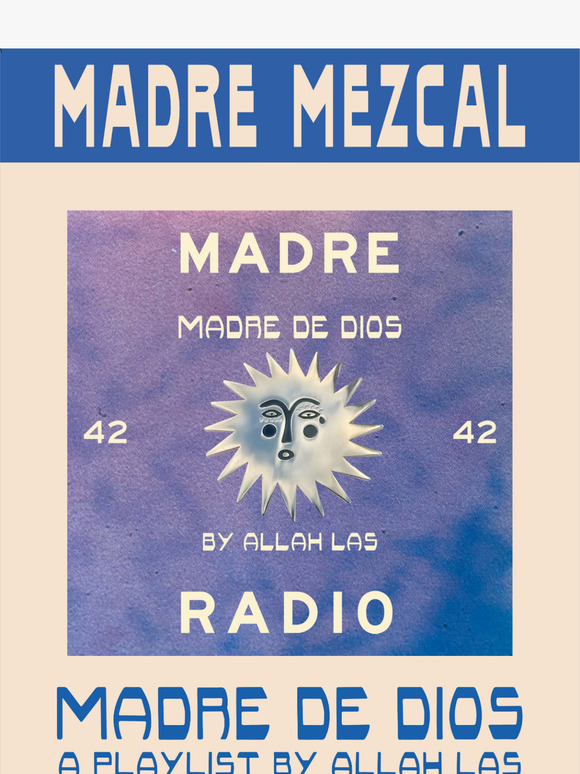 MADRE MEZCAL
MADRE
MADRE DE DIOS
42 42
BY ALLAH LAS
RADIO
MADRE DE DIOS
A PLAYLIST BY ALLAH LAS